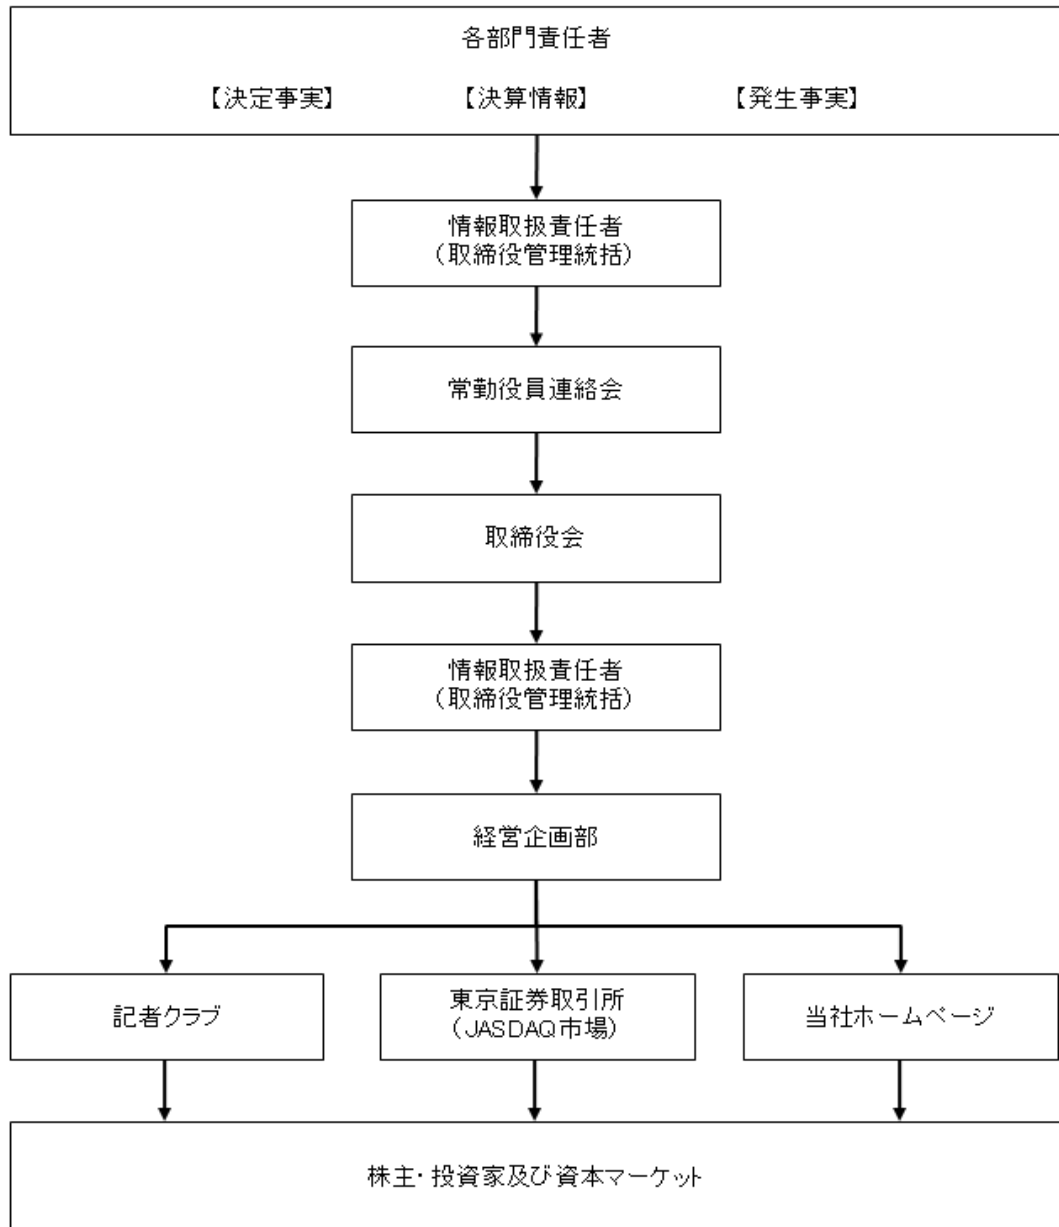 各部門責任者
【決定事実】 【決算情報】 【発生事実】
情報取扱責任者
(取締役管理統括)
常勤役員連絡会
取締役会
情報取扱責任者
(取締役管理統括)
経営企画部
記者クラブ
東京証券取引所
(JASDAQ市場)
当社ホームページ
株主・投資家及び資本マーケット